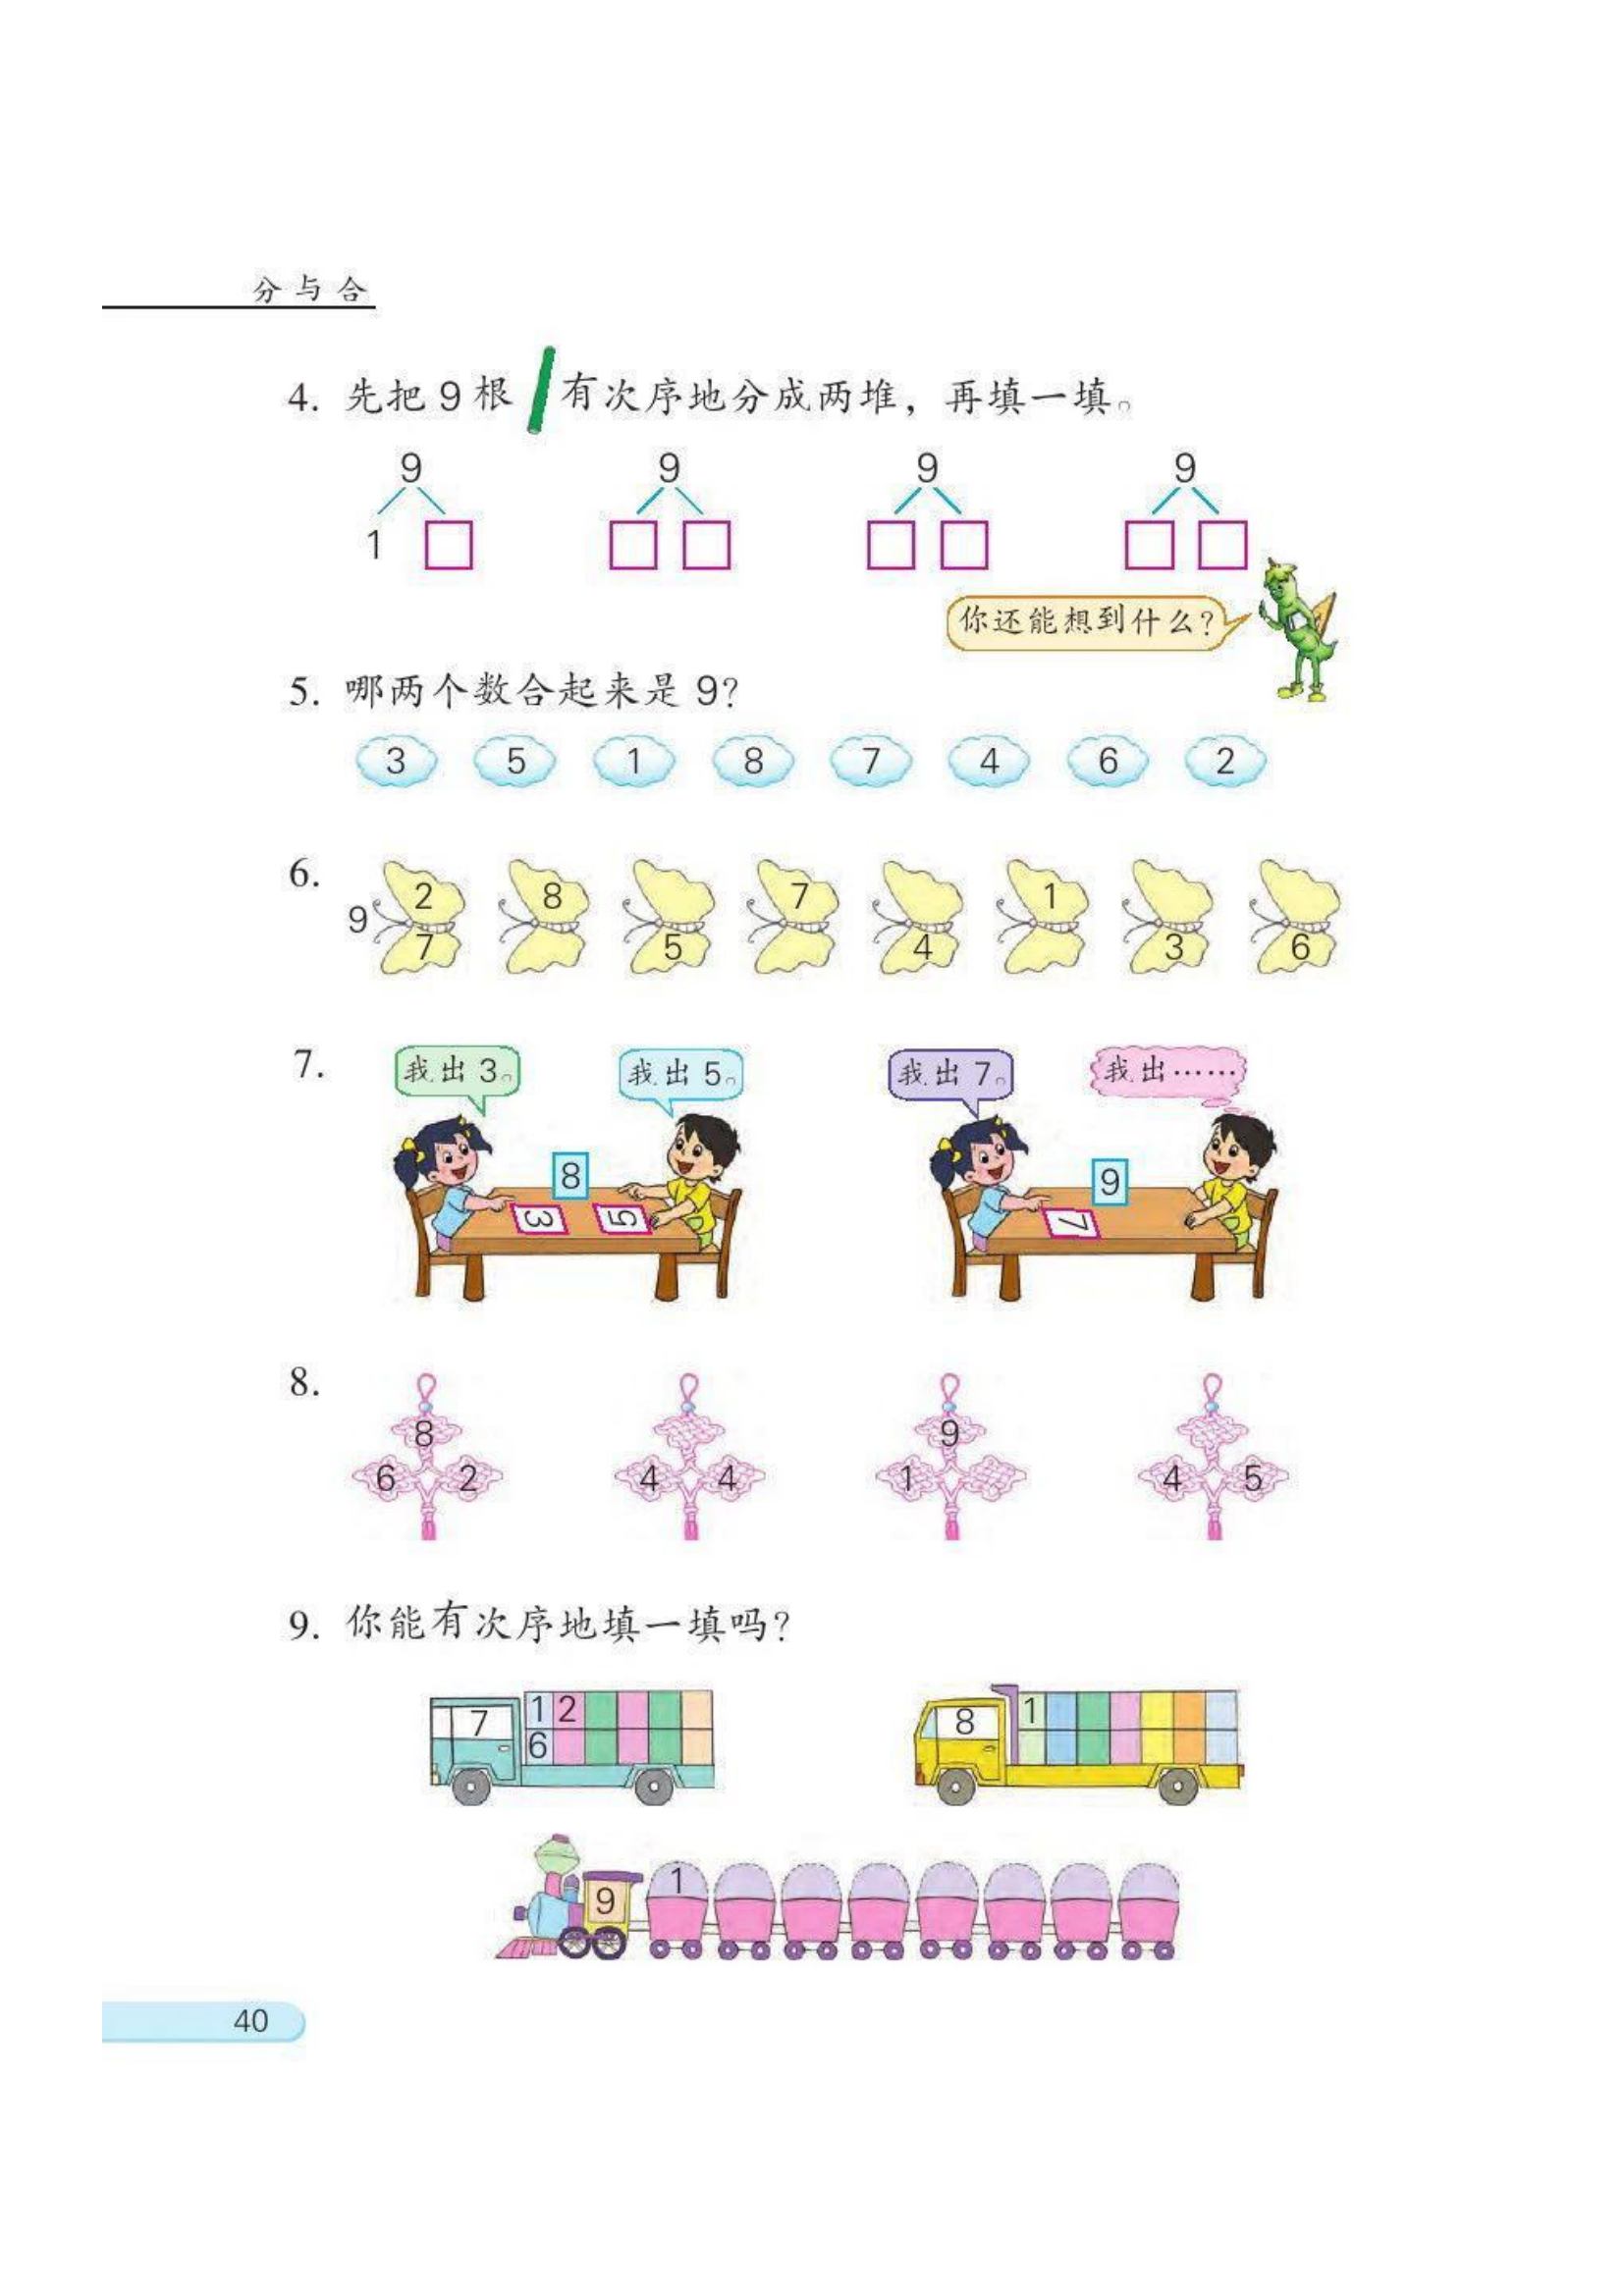 分与合
4. 先把 9 根 有次序地分成两堆，再填一填。
9 9 9 9
1
你还能想到什么？
5. 哪两个数合起来是 9？
3 5 1 8 7 4 6 2
6.
2 8 7 1
9
7 5 4 3 6
7.
我出 3。 我出 5。 我出 7。 我出……
8 9
3 5 7
8.
8 9
6 2 4 4 1 4 5
9. 你能有次序地填一填吗？
7 1 2 8 1
6
9 1
40